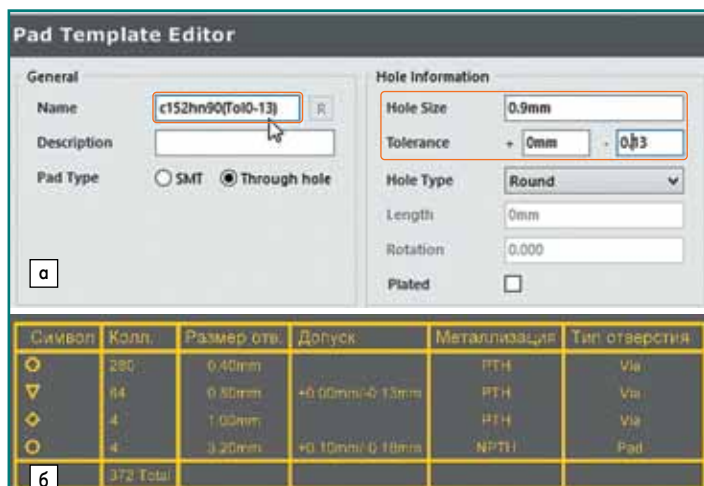 Pad Template Editor
General
Hole Information
Name c152hn90(Tol0-13) R
Hole Size 0.9mm
Description
Tolerance + 0mm - 0.13
Pad Type SMT Through hole
Hole Type Round
Length 0mm
Rotation 0.000
Plated
а
Символ Колл. Размер отв. Допуск Металлизация Тип отверстия
280 0.40mm PTH Via
84 +0.00mm/-0.13mm PTH Via
4 1.00mm PTH Via
4 3.20mm +0.10mm/-0.18mm NPTH Pad
372 Total
б